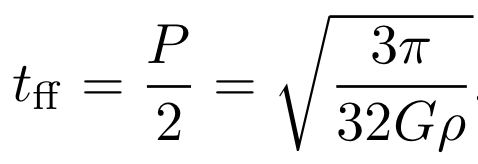 t_ff = P/2 = √(3π/(32Gρ)).